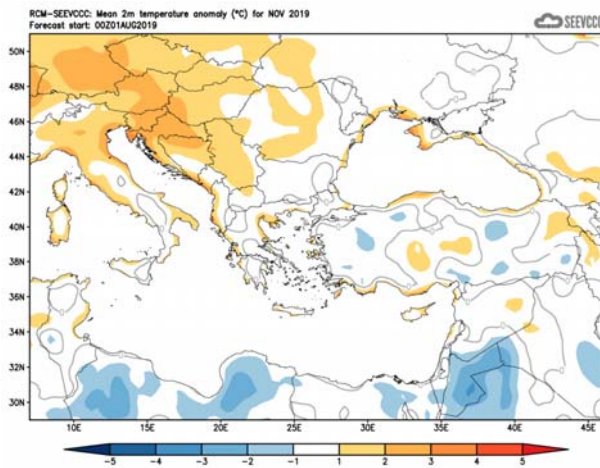 RCM-SEEVCCC: Mean 2m temperature anomaly (°C) for NOV 2019
Forecast start: 00Z01AUG2019
SEEVCCC
50N
48N
46N
44N
42N
40N
38N
36N
34N
32N
30N
10E 15E 20E 25E 30E 35E 40E 45E
-5 -4 -3 -2 -1 1 2 3 4 5